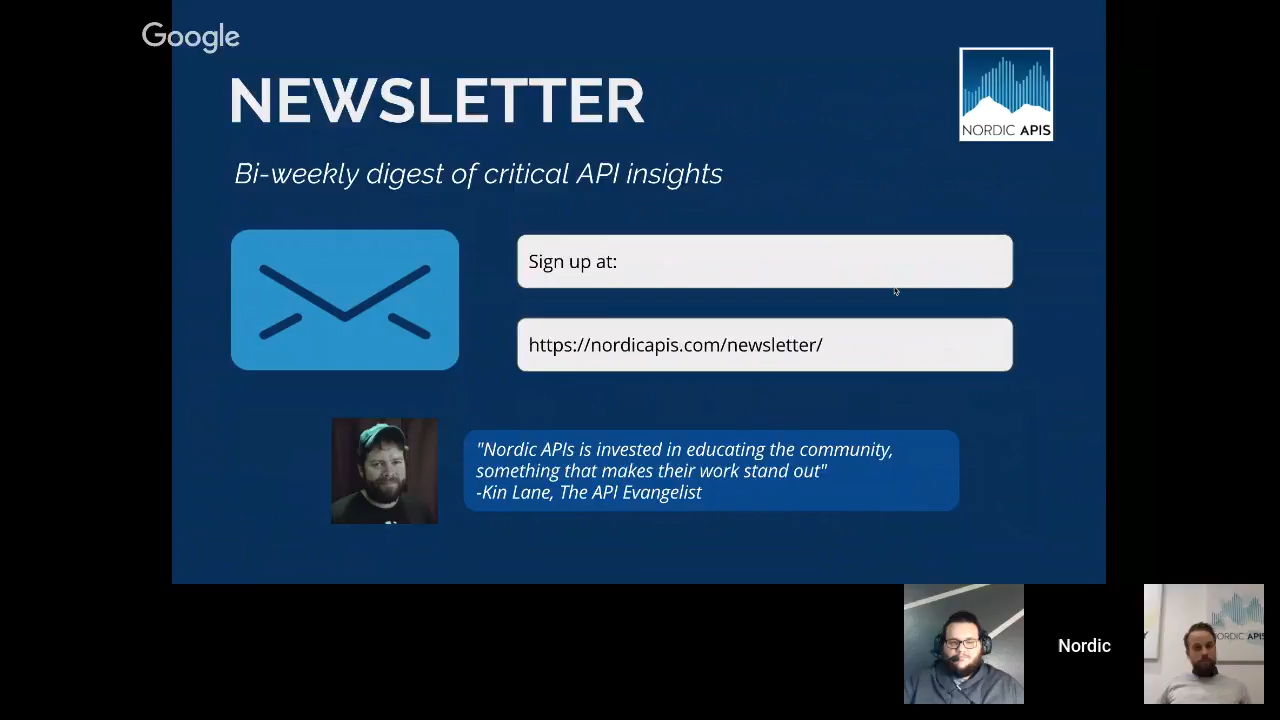 Google
NEWSLETTER
NORDIC APIS
Bi-weekly digest of critical API insights
Sign up at:
https://nordicapis.com/newsletter/
"Nordic APIs is invested in educating the community,
something that makes their work stand out"
-Kin Lane, The API Evangelist
Nordic
NORDIC APIS